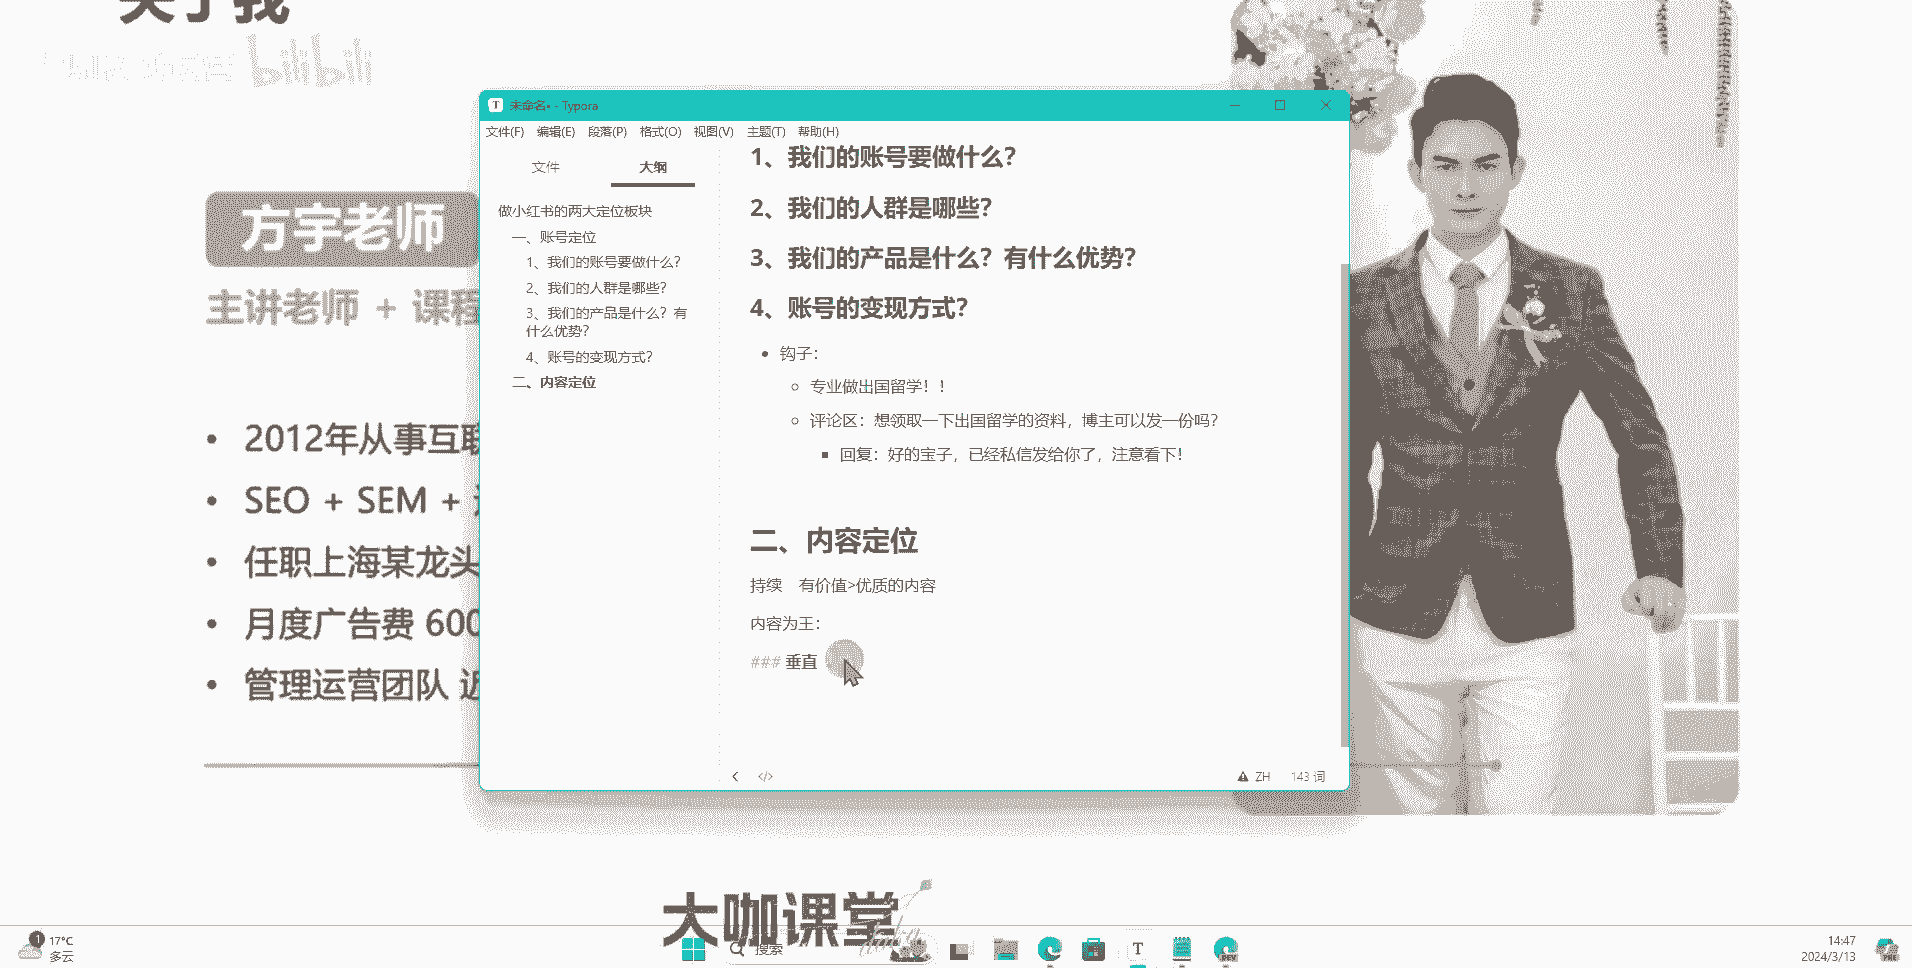 关于我
bilibili
方宇老师
主讲老师 + 课程
2012年从事互联
SEO + SEM +
任职上海某龙头
月度广告费 600
管理运营团队 近
未命名• - Typora
文件(F) 编辑(E) 段落(P) 格式(O) 视图(V) 主题(T) 帮助(H)
文件 大纲
做小红书的两大定位板块
一、账号定位
1、我们的账号要做什么?
2、我们的人群是哪些?
3、我们的产品是什么? 有
什么优势?
4、账号的变现方式?
二、内容定位
1、我们的账号要做什么?
2、我们的人群是哪些?
3、我们的产品是什么? 有什么优势?
4、账号的变现方式?
钩子:
专业做出国留学! !
评论区: 想领取一下出国留学的资料, 博主可以发一份吗?
回复: 好的宝子, 已经私信发给你了, 注意看下!
二、内容定位
持续 有价值>优质的内容
内容为王:
### 垂直
ZH 143 词
大咖课堂
1
17°C
多云
搜索
T
DEV
14:47
2024/3/13
PRE